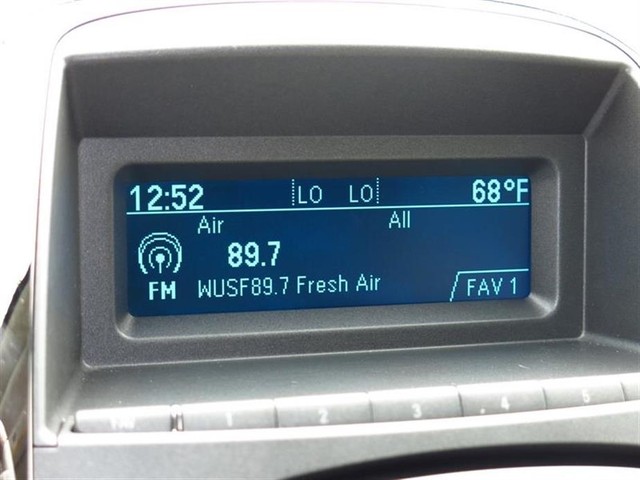 12:52 LO LO 68°F
Air All
89.7
FM WUSF89.7 Fresh Air FAV 1
1 2 3 4 5